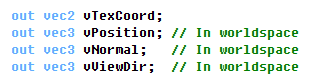 out vec2 vTexCoord;
out vec3 vPosition; // In worldspace
out vec3 vNormal;   // In worldspace
out vec3 vViewDir;  // In worldspace